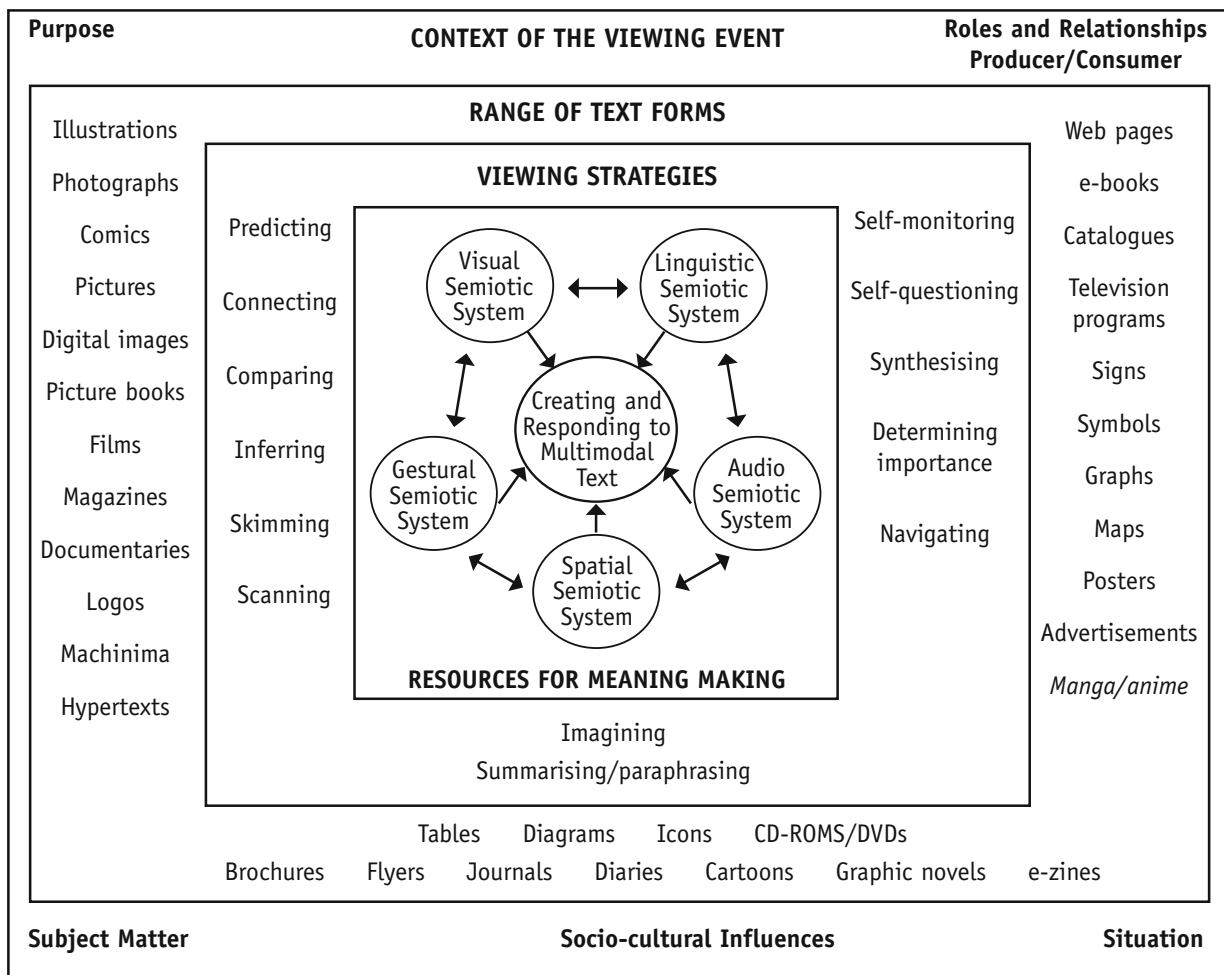 Purpose
CONTEXT OF THE VIEWING EVENT
Roles and Relationships
Producer/Consumer
RANGE OF TEXT FORMS
Illustrations
Photographs
Comics
Pictures
Digital images
Picture books
Films
Magazines
Documentaries
Logos
Machinima
Hypertexts
VIEWING STRATEGIES
Predicting
Connecting
Comparing
Inferring
Skimming
Scanning
Visual
Semiotic
System
Linguistic
Semiotic
System
Creating and
Responding to
Multimodal
Text
Gestural
Semiotic
System
Audio
Semiotic
System
Spatial
Semiotic
System
RESOURCES FOR MEANING MAKING
Self-monitoring
Self-questioning
Synthesising
Determining
importance
Navigating
Imagining
Summarising/paraphrasing
Web pages
e-books
Catalogues
Television
programs
Signs
Symbols
Graphs
Maps
Posters
Advertisements
Manga/anime
Tables Diagrams Icons CD-ROMS/DVDs
Brochures Flyers Journals Diaries Cartoons Graphic novels e-zines
Subject Matter
Socio-cultural Influences
Situation